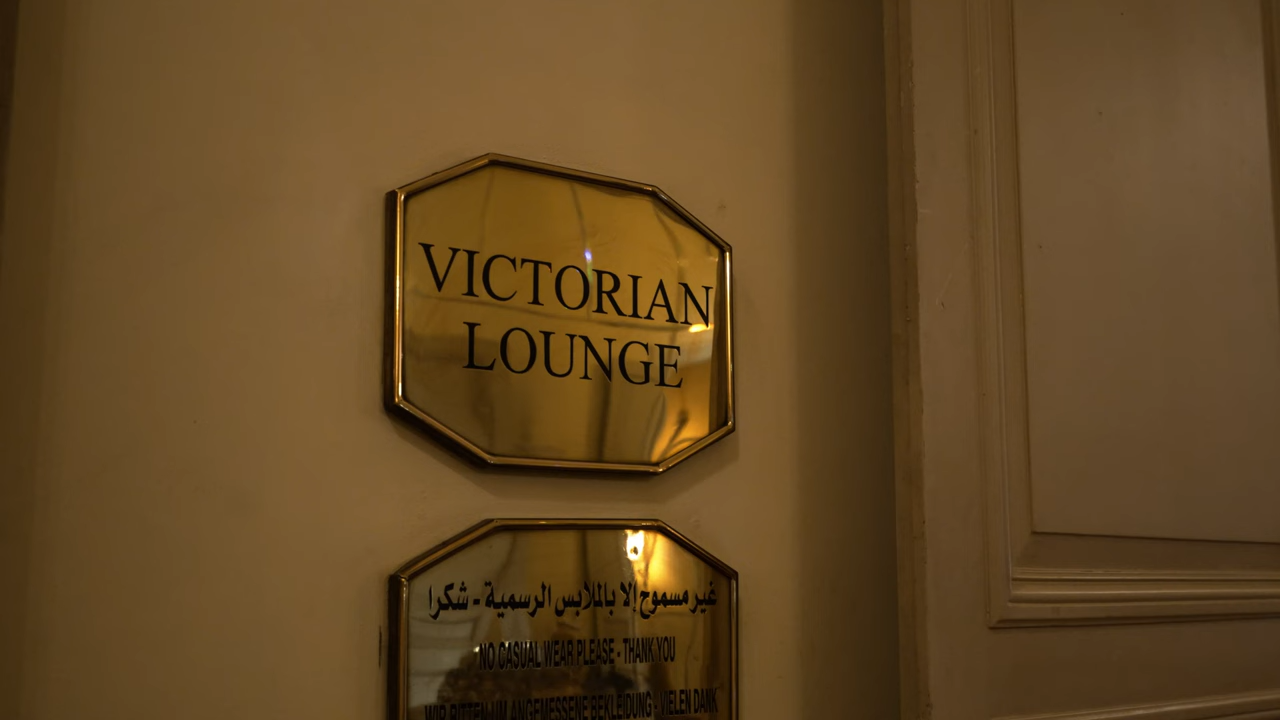 VICTORIAN
LOUNGE
غير مسموح إلا بالملابس الرسمية - شكرا
NO CASUAL WEAR PLEASE - THANK YOU
WIR BITTEN UM ANGEMESSENE BEKLEIDUNG - VIELEN DANK